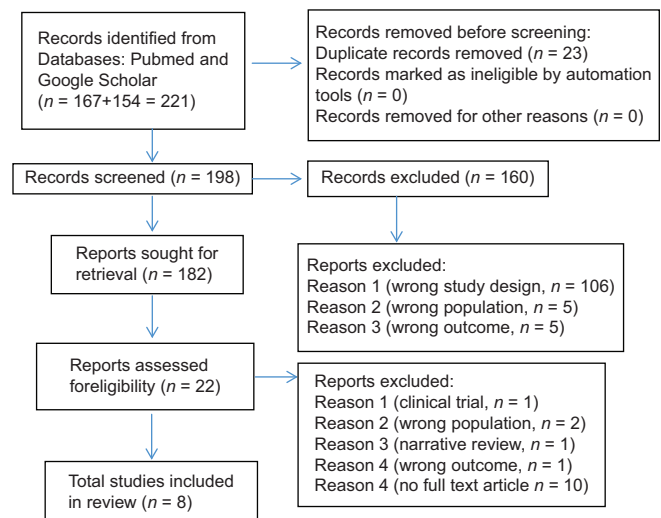 Records identified from
Databases: Pubmed and
Google Scholar
(n = 167+154 = 221)
Records removed before screening:
Duplicate records removed (n = 23)
Records marked as ineligible by automation
tools (n = 0)
Records removed for other reasons (n = 0)
Records screened (n = 198)
Records excluded (n = 160)
Reports sought for
retrieval (n = 182)
Reports excluded:
Reason 1 (wrong study design, n = 106)
Reason 2 (wrong population, n = 5)
Reason 3 (wrong outcome, n = 5)
Reports assessed
foreligibility (n = 22)
Reports excluded:
Reason 1 (clinical trial, n = 1)
Reason 2 (wrong population, n = 2)
Reason 3 (narrative review, n = 1)
Reason 4 (wrong outcome, n = 1)
Reason 4 (no full text article n = 10)
Total studies included
in review (n = 8)